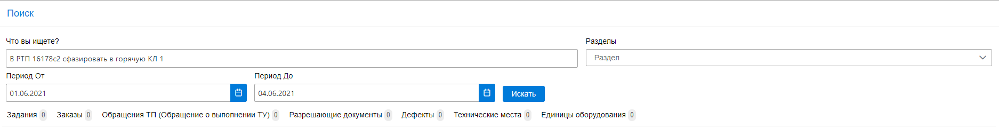 Поиск
Что вы ищете? Разделы
В РТП 16178с2 сфазировать в горячую КЛ 1 Раздел
Период От Период До
01.06.2021 04.06.2021 Искать
Задания 0 Заказы 0 Обращения ТП (Обращение о выполнении ТУ) 0 Разрешающие документы 0 Дефекты 0 Технические места 0 Единицы оборудования 0